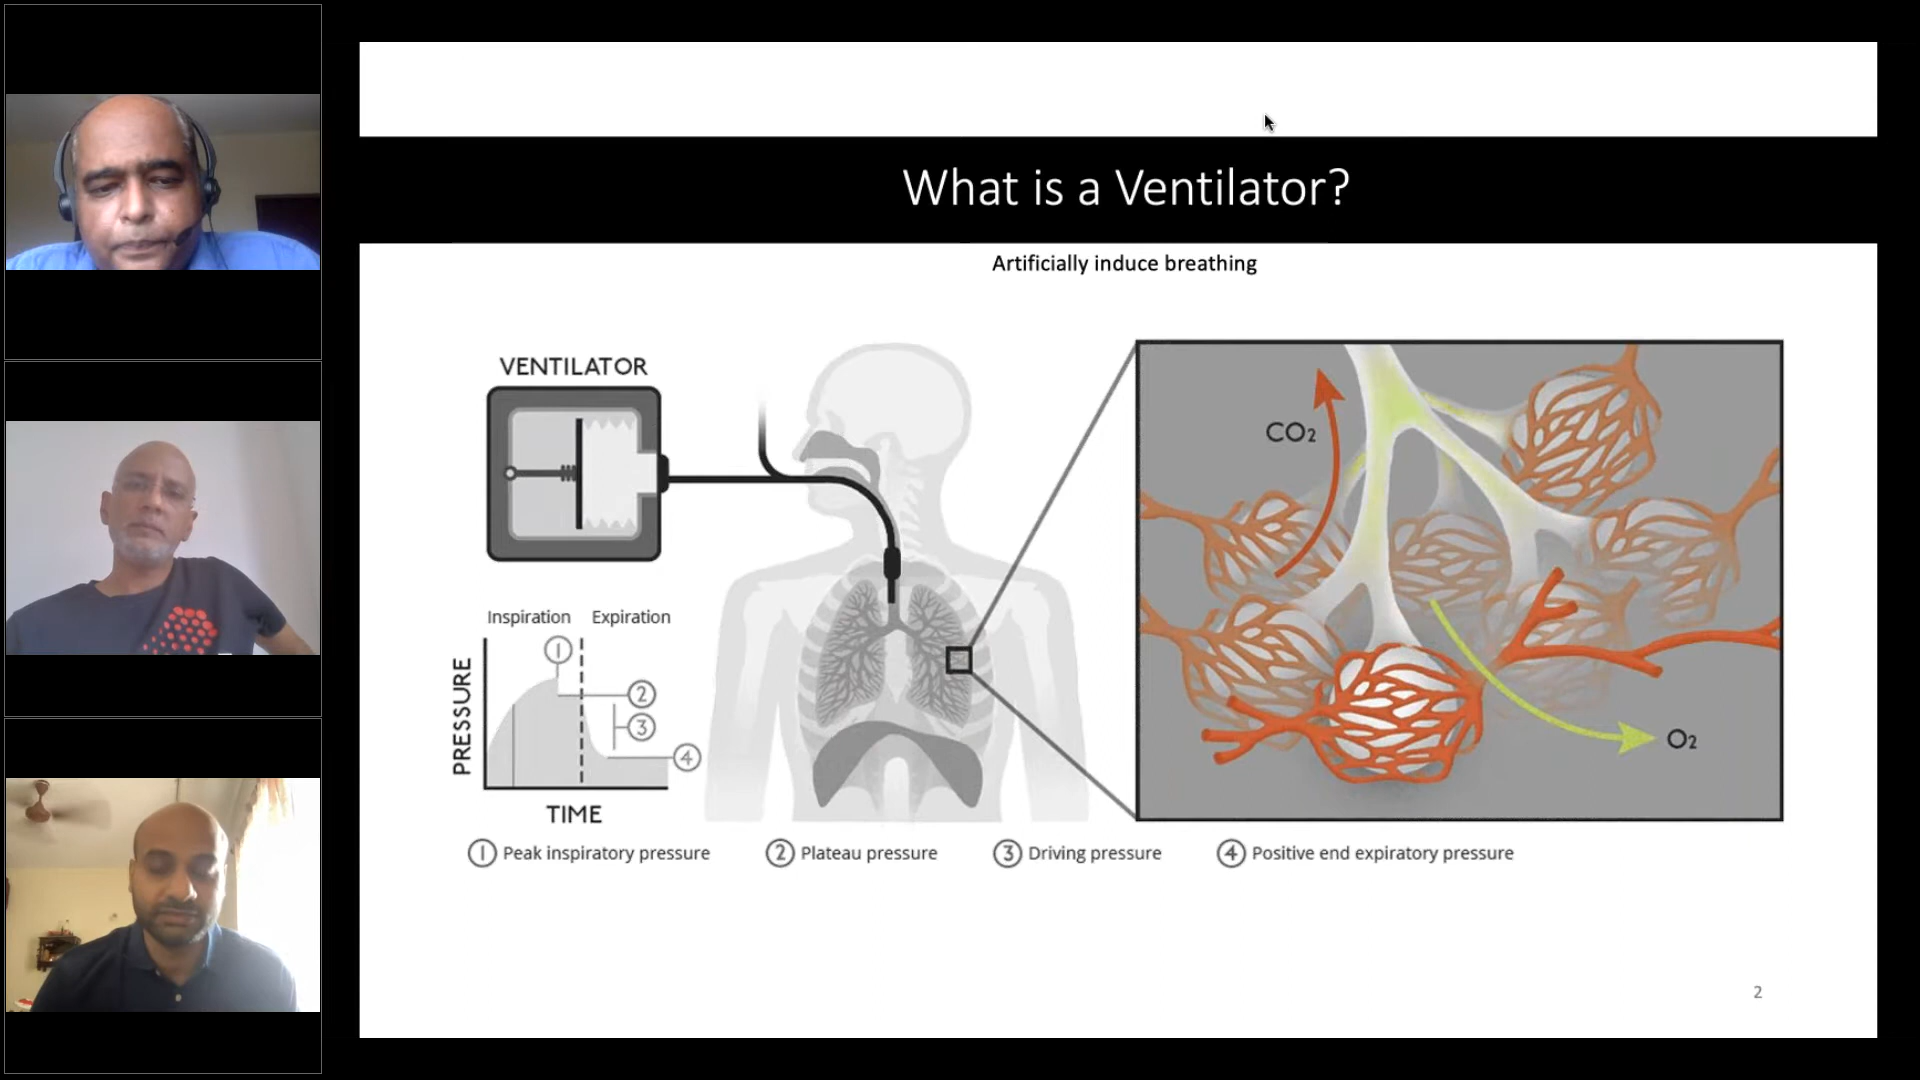 What is a Ventilator?
Artificially induce breathing
VENTILATOR
CO₂
O₂
Inspiration Expiration
PRESSURE
1
2
3
4
TIME
1 Peak inspiratory pressure 2 Plateau pressure 3 Driving pressure 4 Positive end expiratory pressure
2